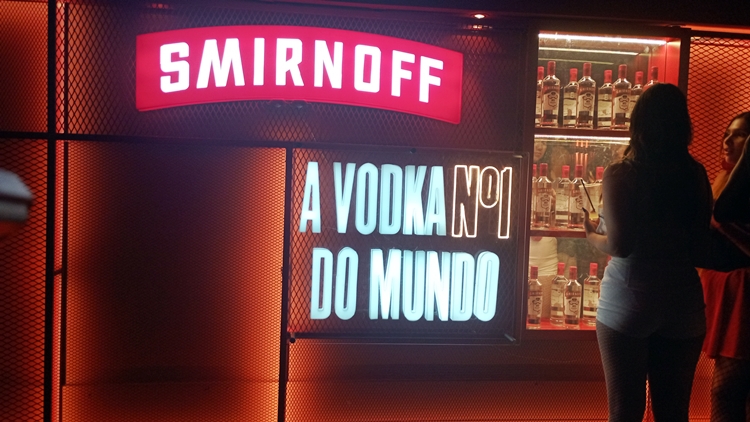 SMIRNOFF
A VODKA Nº1
DO MUNDO